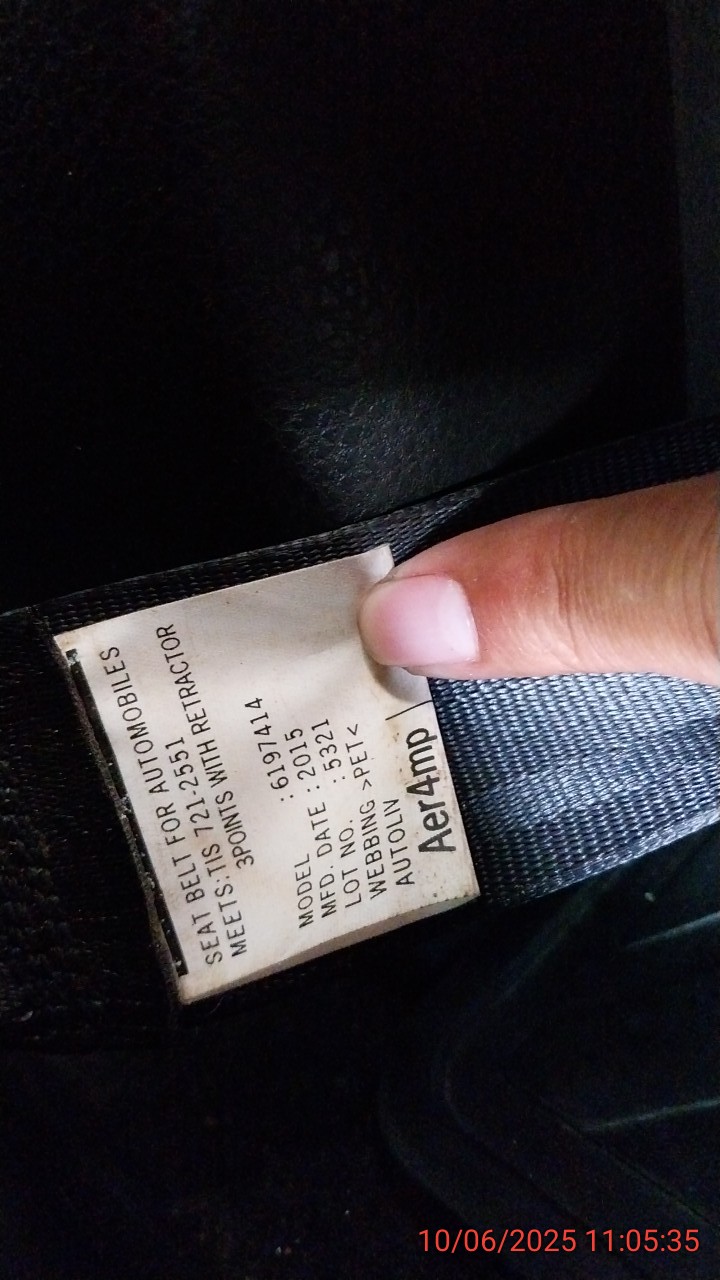 SEAT BELT FOR AUTOMOBILES
MEETS:TIS 721-2551
3POINTS WITH RETRACTOR
MODEL : 6197414
MFD. DATE : 2015
LOT NO. : 5321
WEBBING >PET<
AUTOLIV
Aer4mp
10/06/2025 11:05:35